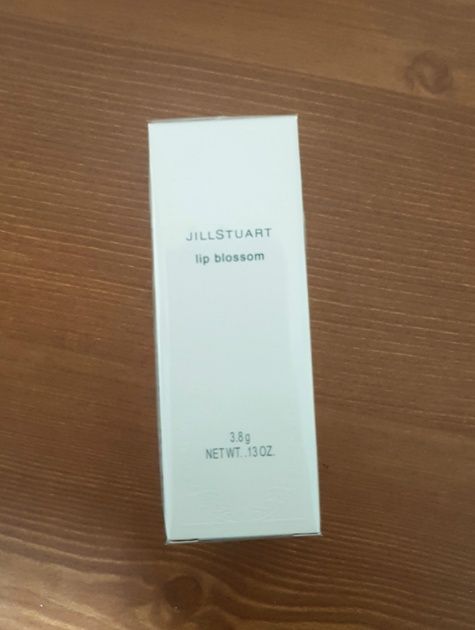 JILLSTUART
lip blossom
3.8g
NET WT. .13 OZ.